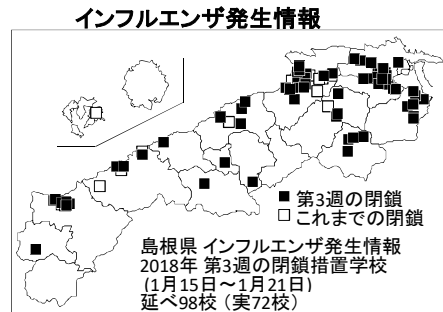 インフルエンザ発生情報
■ 第3週の閉鎖
□ これまでの閉鎖
島根県 インフルエンザ発生情報
2018年 第3週の閉鎖措置学校
(1月15日～1月21日)
延べ98校 (実72校)